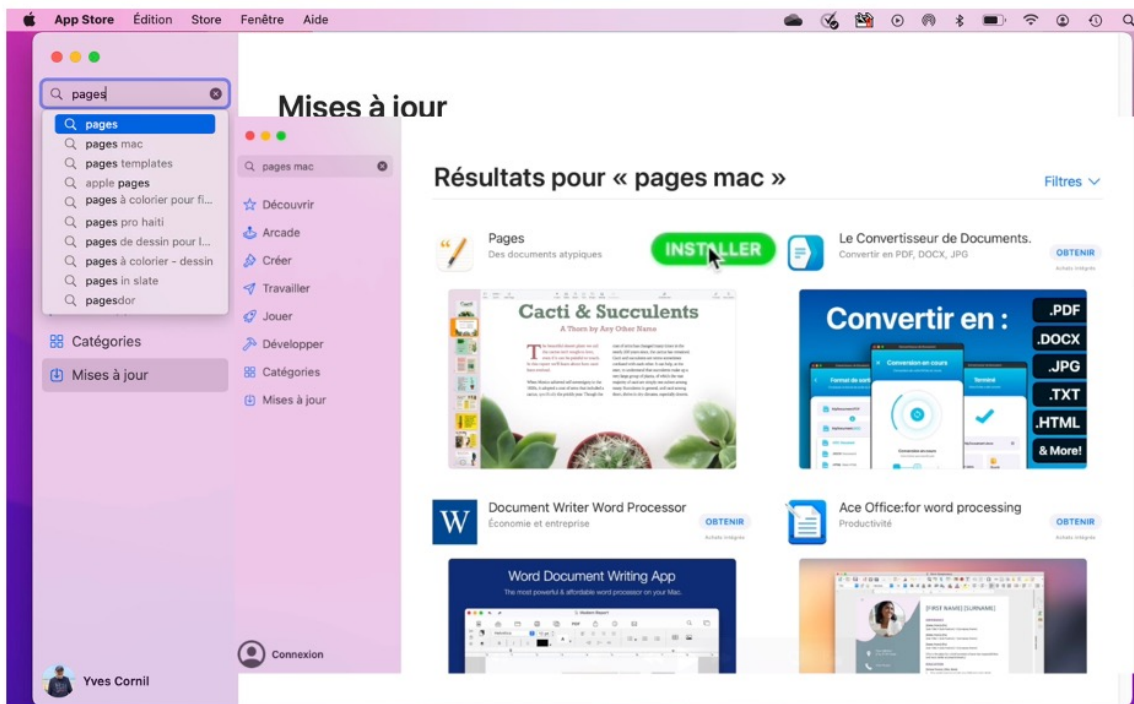 App Store Édition Store Fenêtre Aide
pages
Mises à jour
pages
pages mac
pages templates
apple pages
pages à colorier pour fi...
pages pro haiti
pages de dessin pour l...
pages à colorier - dessin
pages in slate
pagesdor
Catégories
Mises à jour
Yves Cornil
pages mac
Découvrir
Arcade
Créer
Travailler
Jouer
Développer
Catégories
Mises à jour
Connexion
Résultats pour « pages mac »
Filtres
Pages
Des documents atypiques
INSTALLER
Cacti & Succulents
A Thorn by Any Other Name
Le Convertisseur de Documents.
Convertir en PDF, DOCX, JPG
OBTENIR
Achats intégrés
Convertir en :
.PDF
.DOCX
.JPG
.TXT
.HTML
& More!
Conversion en cours
Format de sort
Terminé
Conversion en cours
Document Writer Word Processor
Économie et entreprise
OBTENIR
Achats intégrés
Word Document Writing App
The most powerful & affordable word processor on your Mac.
Ace Office:for word processing
Productivité
OBTENIR
Achats intégrés
[FIRST NAME] [SURNAME]